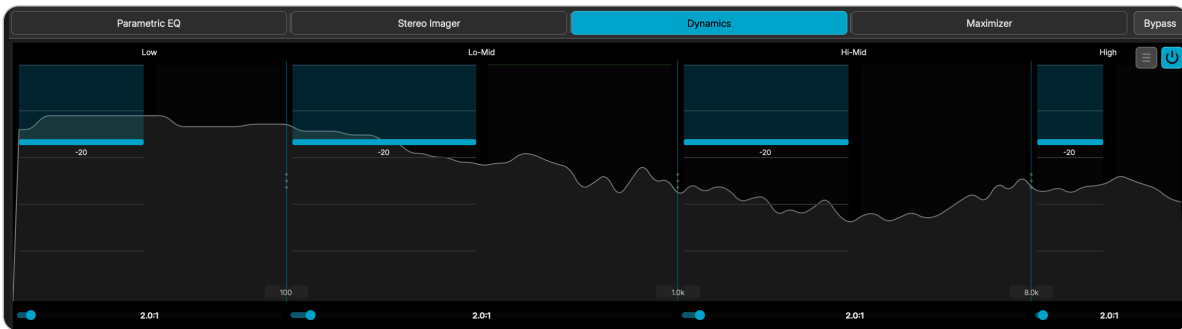 Parametric EQ Stereo Imager Dynamics Maximizer Bypass
Low Lo-Mid Hi-Mid High
-20 -20 -20 -20
100 1.0k 8.0k
2.0:1 2.0:1 2.0:1 2.0:1